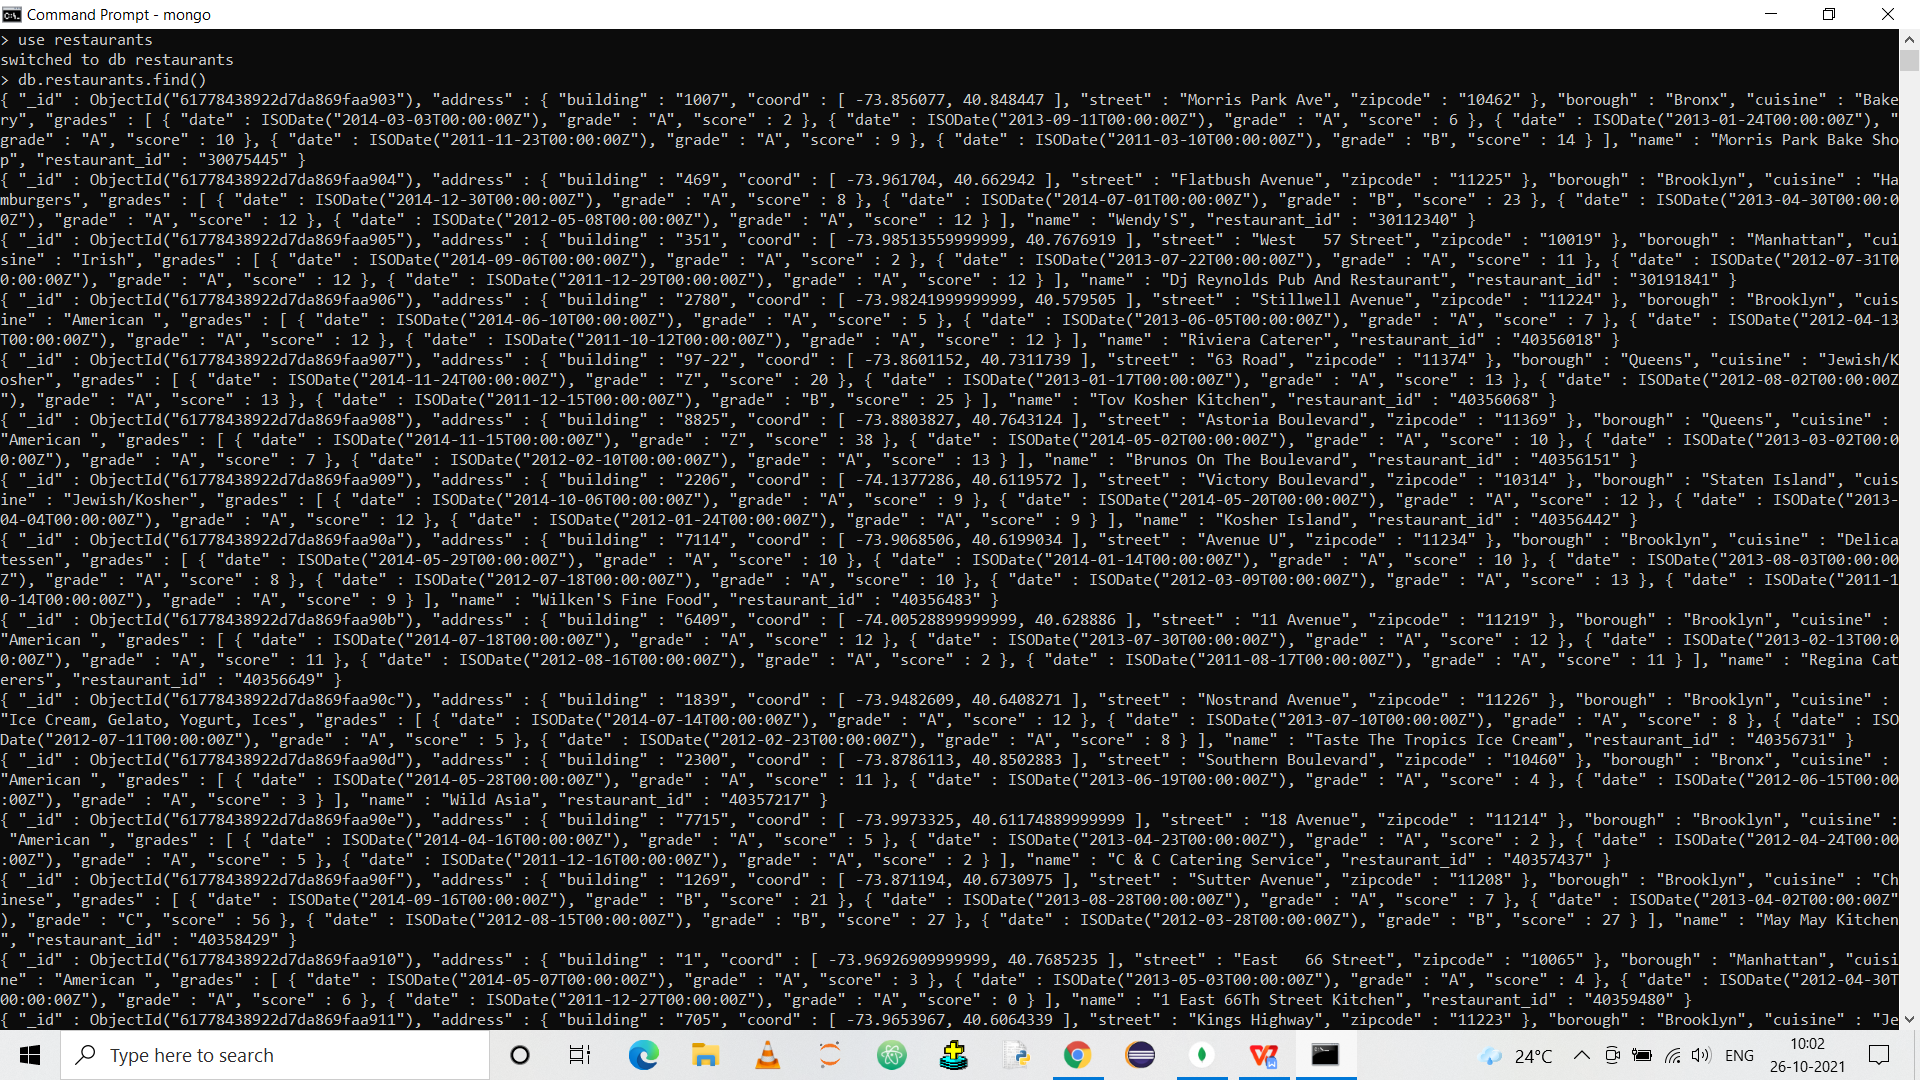 Command Prompt - mongo
> use restaurants
switched to db restaurants
> db.restaurants.find()
{ "_id" : ObjectId("61778438922d7da869faa903"), "address" : { "building" : "1007", "coord" : [ -73.856077, 40.848447 ], "street" : "Morris Park Ave", "zipcode" : "10462" }, "borough" : "Bronx", "cuisine" : "Bake
ry", "grades" : [ { "date" : ISODate("2014-03-03T00:00:00Z"), "grade" : "A", "score" : 2 }, { "date" : ISODate("2013-09-11T00:00:00Z"), "grade" : "A", "score" : 6 }, { "date" : ISODate("2013-01-24T00:00:00Z"), "
grade" : "A", "score" : 10 }, { "date" : ISODate("2011-11-23T00:00:00Z"), "grade" : "A", "score" : 9 }, { "date" : ISODate("2011-03-10T00:00:00Z"), "grade" : "B", "score" : 14 } ], "name" : "Morris Park Bake Sho
p", "restaurant_id" : "30075445" }
{ "_id" : ObjectId("61778438922d7da869faa904"), "address" : { "building" : "469", "coord" : [ -73.961704, 40.662942 ], "street" : "Flatbush Avenue", "zipcode" : "11225" }, "borough" : "Brooklyn", "cuisine" : "Ha
mburgers", "grades" : [ { "date" : ISODate("2014-12-30T00:00:00Z"), "grade" : "A", "score" : 8 }, { "date" : ISODate("2014-07-01T00:00:00Z"), "grade" : "B", "score" : 23 }, { "date" : ISODate("2013-04-30T00:00:0
0Z"), "grade" : "A", "score" : 12 }, { "date" : ISODate("2012-05-08T00:00:00Z"), "grade" : "A", "score" : 12 } ], "name" : "Wendy'S", "restaurant_id" : "30112340" }
{ "_id" : ObjectId("61778438922d7da869faa905"), "address" : { "building" : "351", "coord" : [ -73.98513559999999, 40.7676919 ], "street" : "West   57 Street", "zipcode" : "10019" }, "borough" : "Manhattan", "cui
sine" : "Irish", "grades" : [ { "date" : ISODate("2014-09-06T00:00:00Z"), "grade" : "A", "score" : 2 }, { "date" : ISODate("2013-07-22T00:00:00Z"), "grade" : "A", "score" : 11 }, { "date" : ISODate("2012-07-31T0
0:00:00Z"), "grade" : "A", "score" : 12 }, { "date" : ISODate("2011-12-29T00:00:00Z"), "grade" : "A", "score" : 12 } ], "name" : "Dj Reynolds Pub And Restaurant", "restaurant_id" : "30191841" }
{ "_id" : ObjectId("61778438922d7da869faa906"), "address" : { "building" : "2780", "coord" : [ -73.98241999999999, 40.579505 ], "street" : "Stillwell Avenue", "zipcode" : "11224" }, "borough" : "Brooklyn", "cuis
ine" : "American ", "grades" : [ { "date" : ISODate("2014-06-10T00:00:00Z"), "grade" : "A", "score" : 5 }, { "date" : ISODate("2013-06-05T00:00:00Z"), "grade" : "A", "score" : 7 }, { "date" : ISODate("2012-04-13
T00:00:00Z"), "grade" : "A", "score" : 12 }, { "date" : ISODate("2011-10-12T00:00:00Z"), "grade" : "A", "score" : 12 } ], "name" : "Riviera Caterer", "restaurant_id" : "40356018" }
{ "_id" : ObjectId("61778438922d7da869faa907"), "address" : { "building" : "97-22", "coord" : [ -73.8601152, 40.7311739 ], "street" : "63 Road", "zipcode" : "11374" }, "borough" : "Queens", "cuisine" : "Jewish/K
osher", "grades" : [ { "date" : ISODate("2014-11-24T00:00:00Z"), "grade" : "Z", "score" : 20 }, { "date" : ISODate("2013-01-17T00:00:00Z"), "grade" : "A", "score" : 13 }, { "date" : ISODate("2012-08-02T00:00:00Z
"), "grade" : "A", "score" : 13 }, { "date" : ISODate("2011-12-15T00:00:00Z"), "grade" : "B", "score" : 25 } ], "name" : "Tov Kosher Kitchen", "restaurant_id" : "40356068" }
{ "_id" : ObjectId("61778438922d7da869faa908"), "address" : { "building" : "8825", "coord" : [ -73.8803827, 40.7643124 ], "street" : "Astoria Boulevard", "zipcode" : "11369" }, "borough" : "Queens", "cuisine" :
"American ", "grades" : [ { "date" : ISODate("2014-11-15T00:00:00Z"), "grade" : "Z", "score" : 38 }, { "date" : ISODate("2014-05-02T00:00:00Z"), "grade" : "A", "score" : 10 }, { "date" : ISODate("2013-03-02T00:0
0:00Z"), "grade" : "A", "score" : 7 }, { "date" : ISODate("2012-02-10T00:00:00Z"), "grade" : "A", "score" : 13 } ], "name" : "Brunos On The Boulevard", "restaurant_id" : "40356151" }
{ "_id" : ObjectId("61778438922d7da869faa909"), "address" : { "building" : "2206", "coord" : [ -74.1377286, 40.6119572 ], "street" : "Victory Boulevard", "zipcode" : "10314" }, "borough" : "Staten Island", "cuis
ine" : "Jewish/Kosher", "grades" : [ { "date" : ISODate("2014-10-06T00:00:00Z"), "grade" : "A", "score" : 9 }, { "date" : ISODate("2014-05-20T00:00:00Z"), "grade" : "A", "score" : 12 }, { "date" : ISODate("2013-
04-04T00:00:00Z"), "grade" : "A", "score" : 12 }, { "date" : ISODate("2012-01-24T00:00:00Z"), "grade" : "A", "score" : 9 } ], "name" : "Kosher Island", "restaurant_id" : "40356442" }
{ "_id" : ObjectId("61778438922d7da869faa90a"), "address" : { "building" : "7114", "coord" : [ -73.9068506, 40.6199034 ], "street" : "Avenue U", "zipcode" : "11234" }, "borough" : "Brooklyn", "cuisine" : "Delica
tessen", "grades" : [ { "date" : ISODate("2014-05-29T00:00:00Z"), "grade" : "A", "score" : 10 }, { "date" : ISODate("2014-01-14T00:00:00Z"), "grade" : "A", "score" : 10 }, { "date" : ISODate("2013-08-03T00:00:00
Z"), "grade" : "A", "score" : 8 }, { "date" : ISODate("2012-07-18T00:00:00Z"), "grade" : "A", "score" : 10 }, { "date" : ISODate("2012-03-09T00:00:00Z"), "grade" : "A", "score" : 13 }, { "date" : ISODate("2011-1
0-14T00:00:00Z"), "grade" : "A", "score" : 9 } ], "name" : "Wilken'S Fine Food", "restaurant_id" : "40356483" }
{ "_id" : ObjectId("61778438922d7da869faa90b"), "address" : { "building" : "6409", "coord" : [ -74.00528899999999, 40.628886 ], "street" : "11 Avenue", "zipcode" : "11219" }, "borough" : "Brooklyn", "cuisine" :
"American ", "grades" : [ { "date" : ISODate("2014-07-18T00:00:00Z"), "grade" : "A", "score" : 12 }, { "date" : ISODate("2013-07-30T00:00:00Z"), "grade" : "A", "score" : 12 }, { "date" : ISODate("2013-02-13T00:0
0:00Z"), "grade" : "A", "score" : 11 }, { "date" : ISODate("2012-08-16T00:00:00Z"), "grade" : "A", "score" : 2 }, { "date" : ISODate("2011-08-17T00:00:00Z"), "grade" : "A", "score" : 11 } ], "name" : "Regina Cat
erers", "restaurant_id" : "40356649" }
{ "_id" : ObjectId("61778438922d7da869faa90c"), "address" : { "building" : "1839", "coord" : [ -73.9482609, 40.6408271 ], "street" : "Nostrand Avenue", "zipcode" : "11226" }, "borough" : "Brooklyn", "cuisine" :
"Ice Cream, Gelato, Yogurt, Ices", "grades" : [ { "date" : ISODate("2014-07-14T00:00:00Z"), "grade" : "A", "score" : 12 }, { "date" : ISODate("2013-07-10T00:00:00Z"), "grade" : "A", "score" : 8 }, { "date" : ISO
Date("2012-07-11T00:00:00Z"), "grade" : "A", "score" : 5 }, { "date" : ISODate("2012-02-23T00:00:00Z"), "grade" : "A", "score" : 8 } ], "name" : "Taste The Tropics Ice Cream", "restaurant_id" : "40356731" }
{ "_id" : ObjectId("61778438922d7da869faa90d"), "address" : { "building" : "2300", "coord" : [ -73.8786113, 40.8502883 ], "street" : "Southern Boulevard", "zipcode" : "10460" }, "borough" : "Bronx", "cuisine" :
"American ", "grades" : [ { "date" : ISODate("2014-05-28T00:00:00Z"), "grade" : "A", "score" : 11 }, { "date" : ISODate("2013-06-19T00:00:00Z"), "grade" : "A", "score" : 4 }, { "date" : ISODate("2012-06-15T00:00
:00Z"), "grade" : "A", "score" : 3 } ], "name" : "Wild Asia", "restaurant_id" : "40357217" }
{ "_id" : ObjectId("61778438922d7da869faa90e"), "address" : { "building" : "7715", "coord" : [ -73.9973325, 40.61174889999999 ], "street" : "18 Avenue", "zipcode" : "11214" }, "borough" : "Brooklyn", "cuisine" :
 "American ", "grades" : [ { "date" : ISODate("2014-04-16T00:00:00Z"), "grade" : "A", "score" : 5 }, { "date" : ISODate("2013-04-23T00:00:00Z"), "grade" : "A", "score" : 2 }, { "date" : ISODate("2012-04-24T00:00
:00Z"), "grade" : "A", "score" : 5 }, { "date" : ISODate("2011-12-16T00:00:00Z"), "grade" : "A", "score" : 2 } ], "name" : "C & C Catering Service", "restaurant_id" : "40357437" }
{ "_id" : ObjectId("61778438922d7da869faa90f"), "address" : { "building" : "1269", "coord" : [ -73.871194, 40.6730975 ], "street" : "Sutter Avenue", "zipcode" : "11208" }, "borough" : "Brooklyn", "cuisine" : "Ch
inese", "grades" : [ { "date" : ISODate("2014-09-16T00:00:00Z"), "grade" : "B", "score" : 21 }, { "date" : ISODate("2013-08-28T00:00:00Z"), "grade" : "A", "score" : 7 }, { "date" : ISODate("2013-04-02T00:00:00Z"
), "grade" : "C", "score" : 56 }, { "date" : ISODate("2012-08-15T00:00:00Z"), "grade" : "B", "score" : 27 }, { "date" : ISODate("2012-03-28T00:00:00Z"), "grade" : "B", "score" : 27 } ], "name" : "May May Kitchen
", "restaurant_id" : "40358429" }
{ "_id" : ObjectId("61778438922d7da869faa910"), "address" : { "building" : "1", "coord" : [ -73.96926909999999, 40.7685235 ], "street" : "East   66 Street", "zipcode" : "10065" }, "borough" : "Manhattan", "cuisi
ne" : "American ", "grades" : [ { "date" : ISODate("2014-05-07T00:00:00Z"), "grade" : "A", "score" : 3 }, { "date" : ISODate("2013-05-03T00:00:00Z"), "grade" : "A", "score" : 4 }, { "date" : ISODate("2012-04-30T
00:00:00Z"), "grade" : "A", "score" : 6 }, { "date" : ISODate("2011-12-27T00:00:00Z"), "grade" : "A", "score" : 0 } ], "name" : "1 East 66Th Street Kitchen", "restaurant_id" : "40359480" }
{ "_id" : ObjectId("61778438922d7da869faa911"), "address" : { "building" : "705", "coord" : [ -73.9653967, 40.6064339 ], "street" : "Kings Highway", "zipcode" : "11223" }, "borough" : "Brooklyn", "cuisine" : "Je
Type here to search
24°C
ENG
10:02
26-10-2021